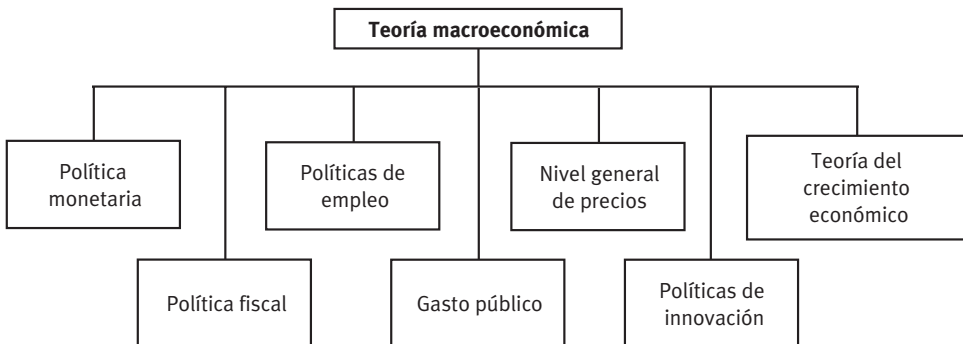 Teoría macroeconómica
Política
monetaria
Políticas de
empleo
Nivel general
de precios
Teoría del
crecimiento
económico
Política fiscal
Gasto público
Políticas de
innovación